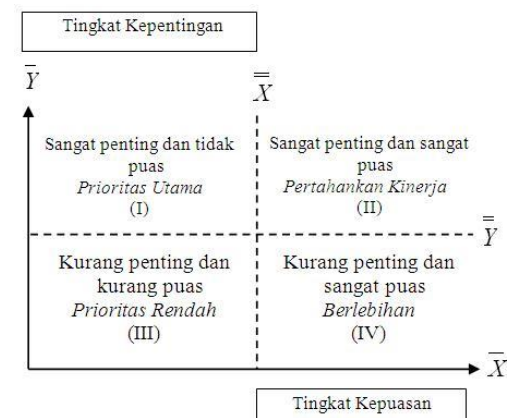 Tingkat Kepentingan
Y̅
X̿
Sangat penting dan tidak
puas
Prioritas Utama
(I)
Sangat penting dan sangat
puas
Pertahankan Kinerja
(II)
Y̿
Kurang penting dan
kurang puas
Prioritas Rendah
(III)
Kurang penting dan
sangat puas
Berlebihan
(IV)
X̅
Tingkat Kepuasan